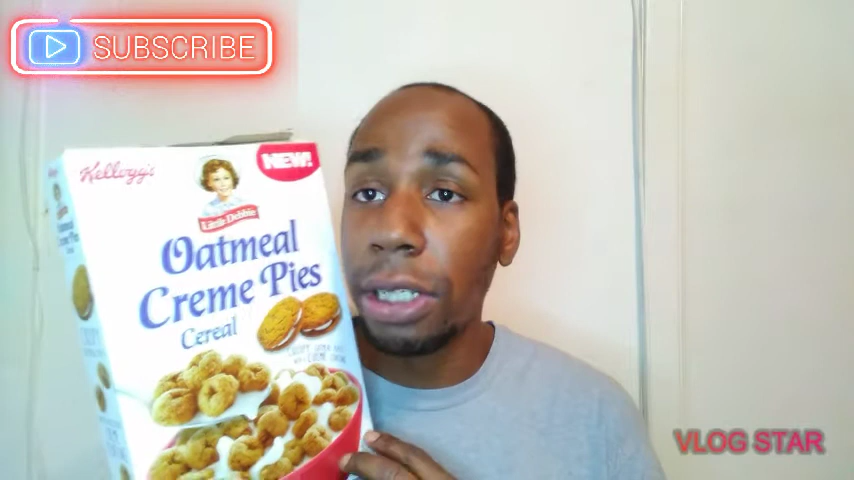 SUBSCRIBE
Kellogg's
NEW!
Little Debbie
Oatmeal
Creme Pies
Cereal
VLOG STAR